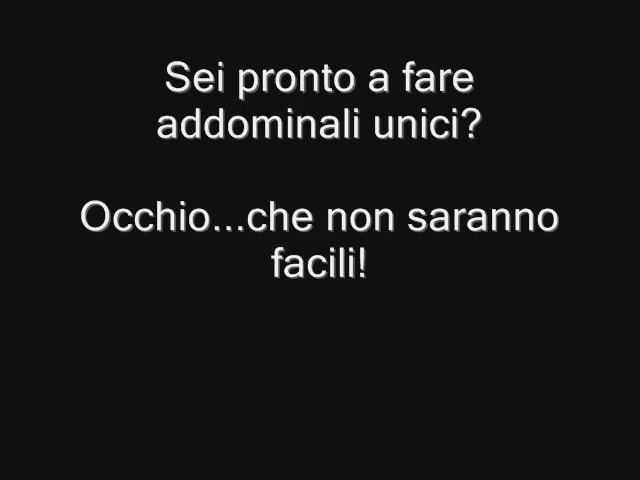 Sei pronto a fare
addominali unici?
Occhio...che non saranno
facili!